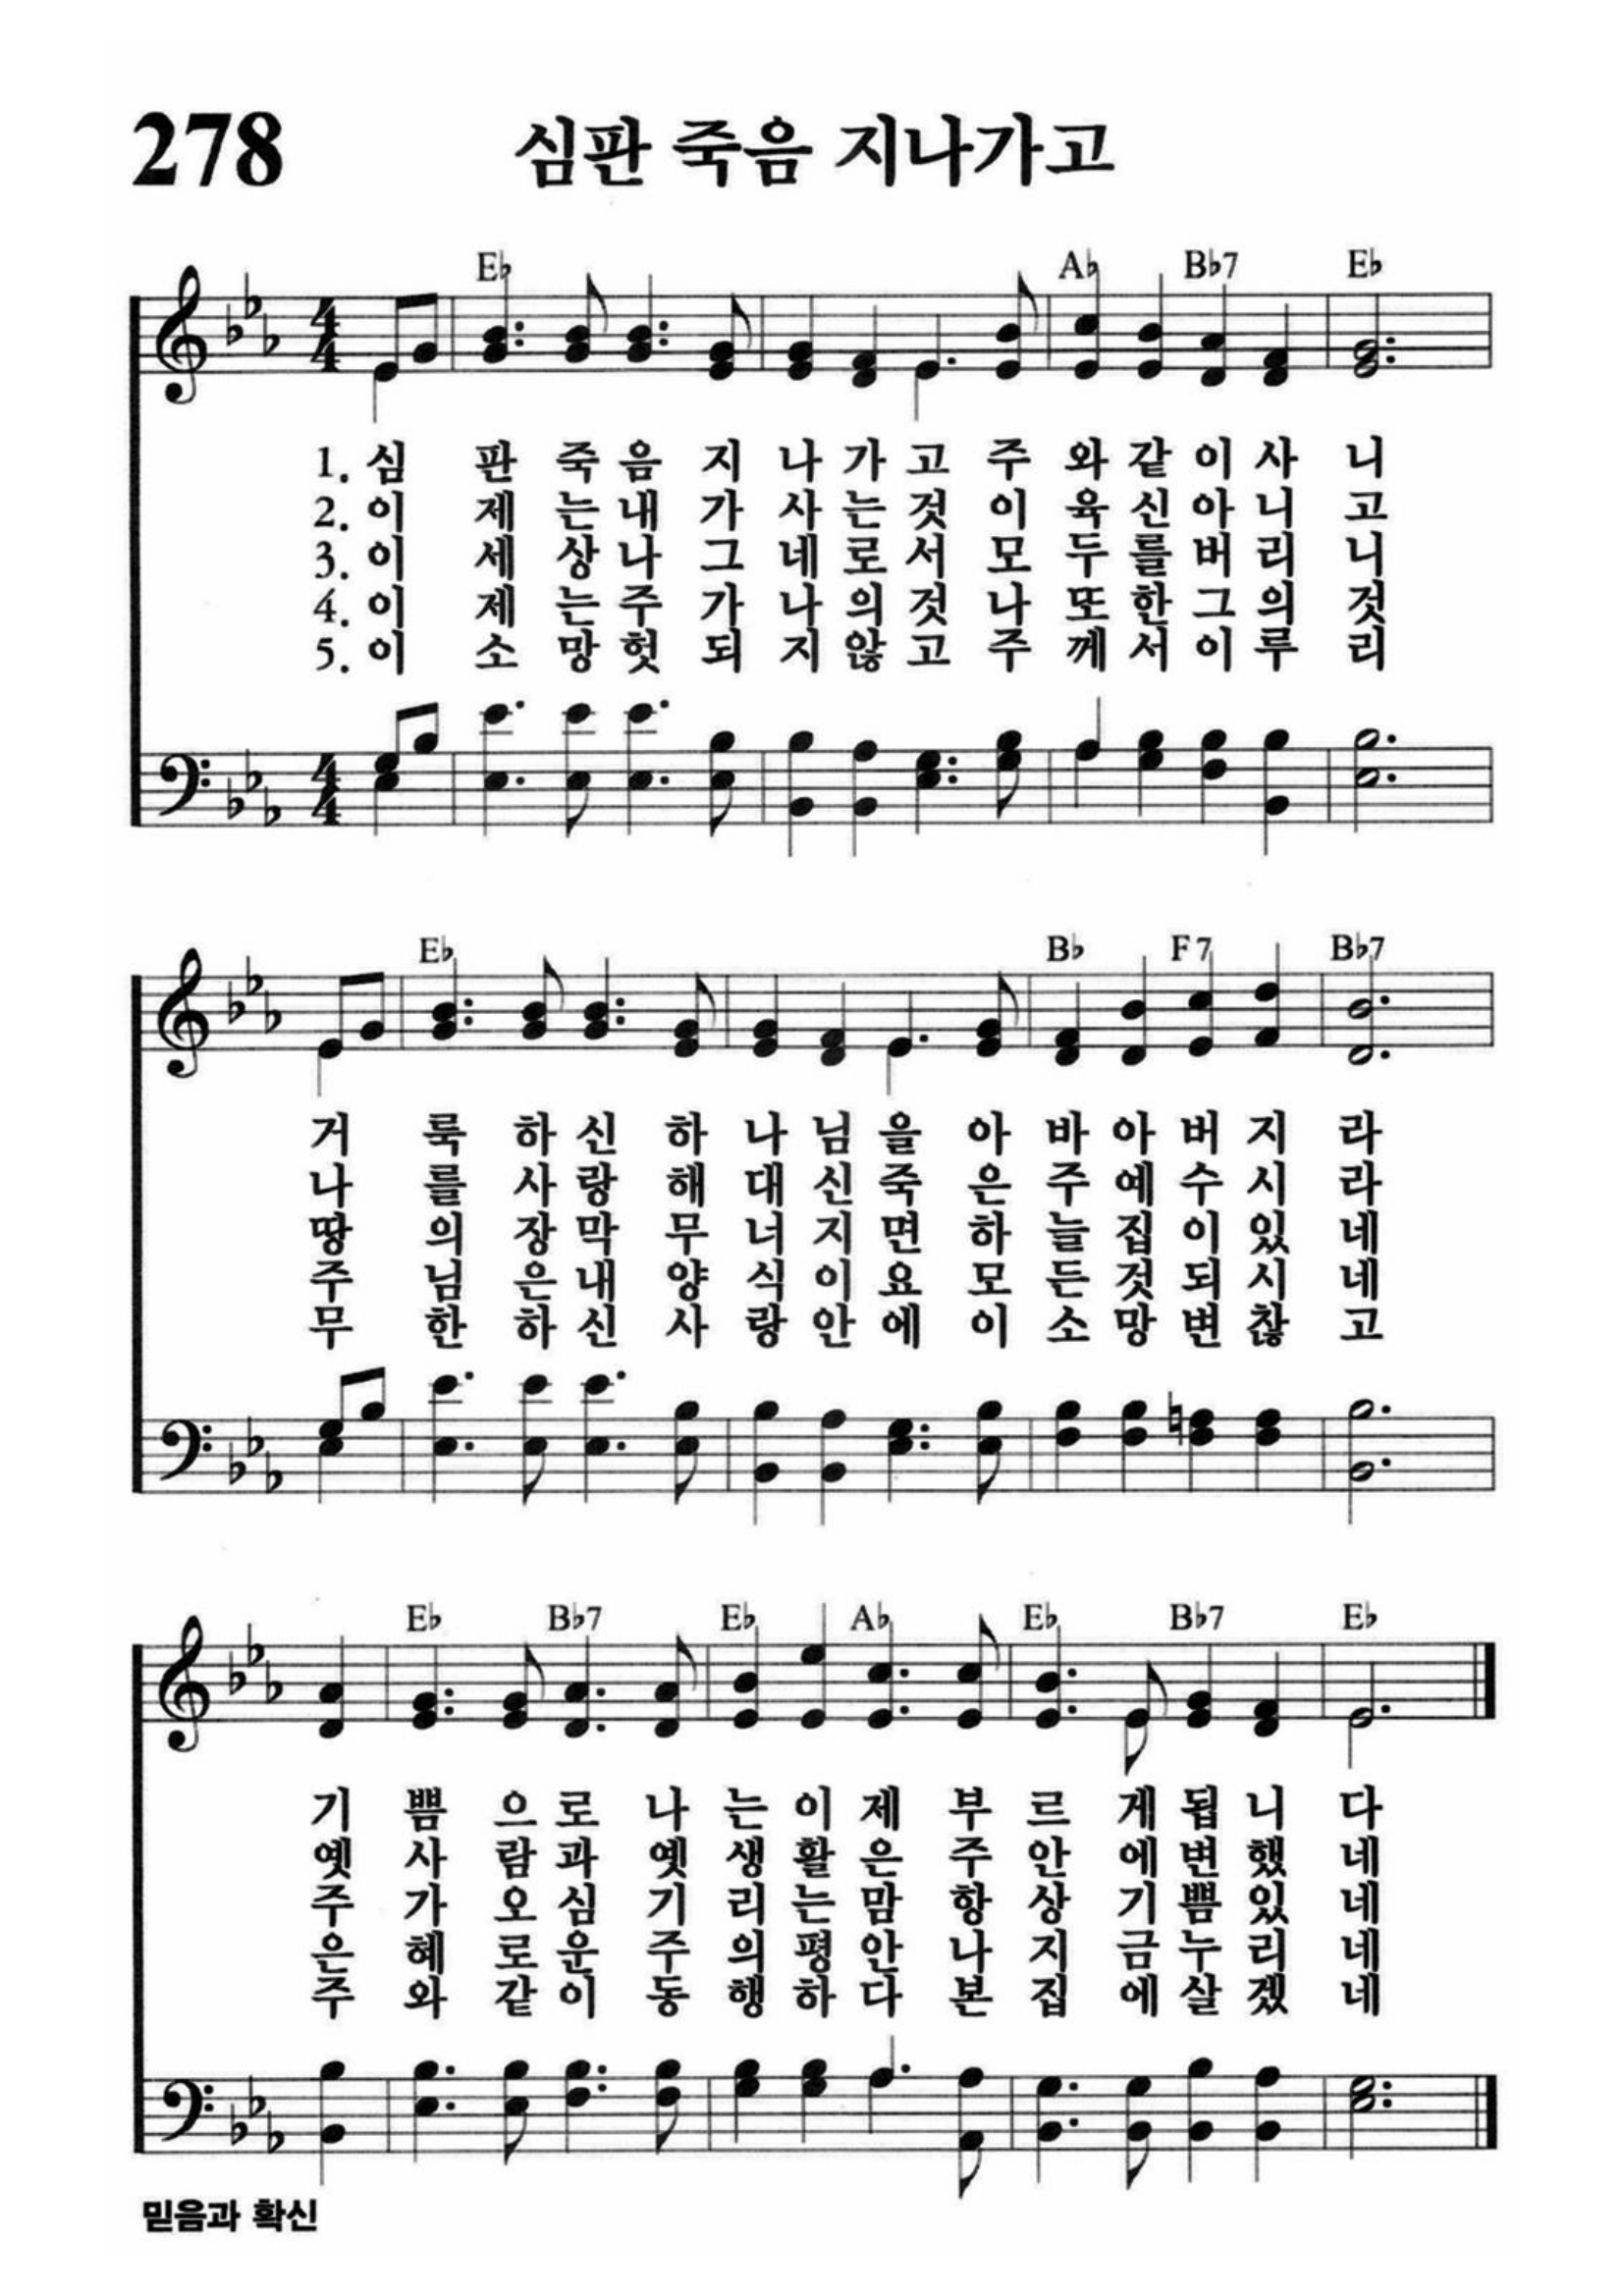 278 심판 죽음 지나가고
E♭ A♭ B♭7 E♭
1. 심 판 죽 음 지 나 가 고 주 와 같 이 사 니
2. 이 제 는 내 가 사 는 것 이 육 신 아 니 고
3. 이 세 상 나 그 네 로 서 모 두 를 버 리 니
4. 이 제 는 주 가 나 의 것 나 또 한 그 의 것
5. 이 소 망 헛 되 지 않 고 주 께 서 이 루 리
E♭ B♭ F7 B♭7
거 룩 하 신 하 나 님 을 아 바 아 버 지 라
나 를 사 랑 해 대 신 죽 은 주 예 수 시 라
땅 의 장 막 무 너 지 면 하 늘 집 이 있 네
주 님 은 내 양 식 이 요 모 든 것 되 시 네
무 한 하 신 사 랑 안 에 이 소 망 변 찮 고
E♭ B♭7 E♭ A♭ E♭ B♭7 E♭
기 쁨 으 로 나 는 이 제 부 르 게 됩 니 다
옛 사 람 과 옛 생 활 은 주 안 에 변 했 네
주 가 오 심 기 리 는 맘 항 상 기 쁨 있 네
은 혜 로 운 주 의 평 안 나 지 금 누 리 네
주 와 같 이 동 행 하 다 본 집 에 살 겠 네
믿음과 확신